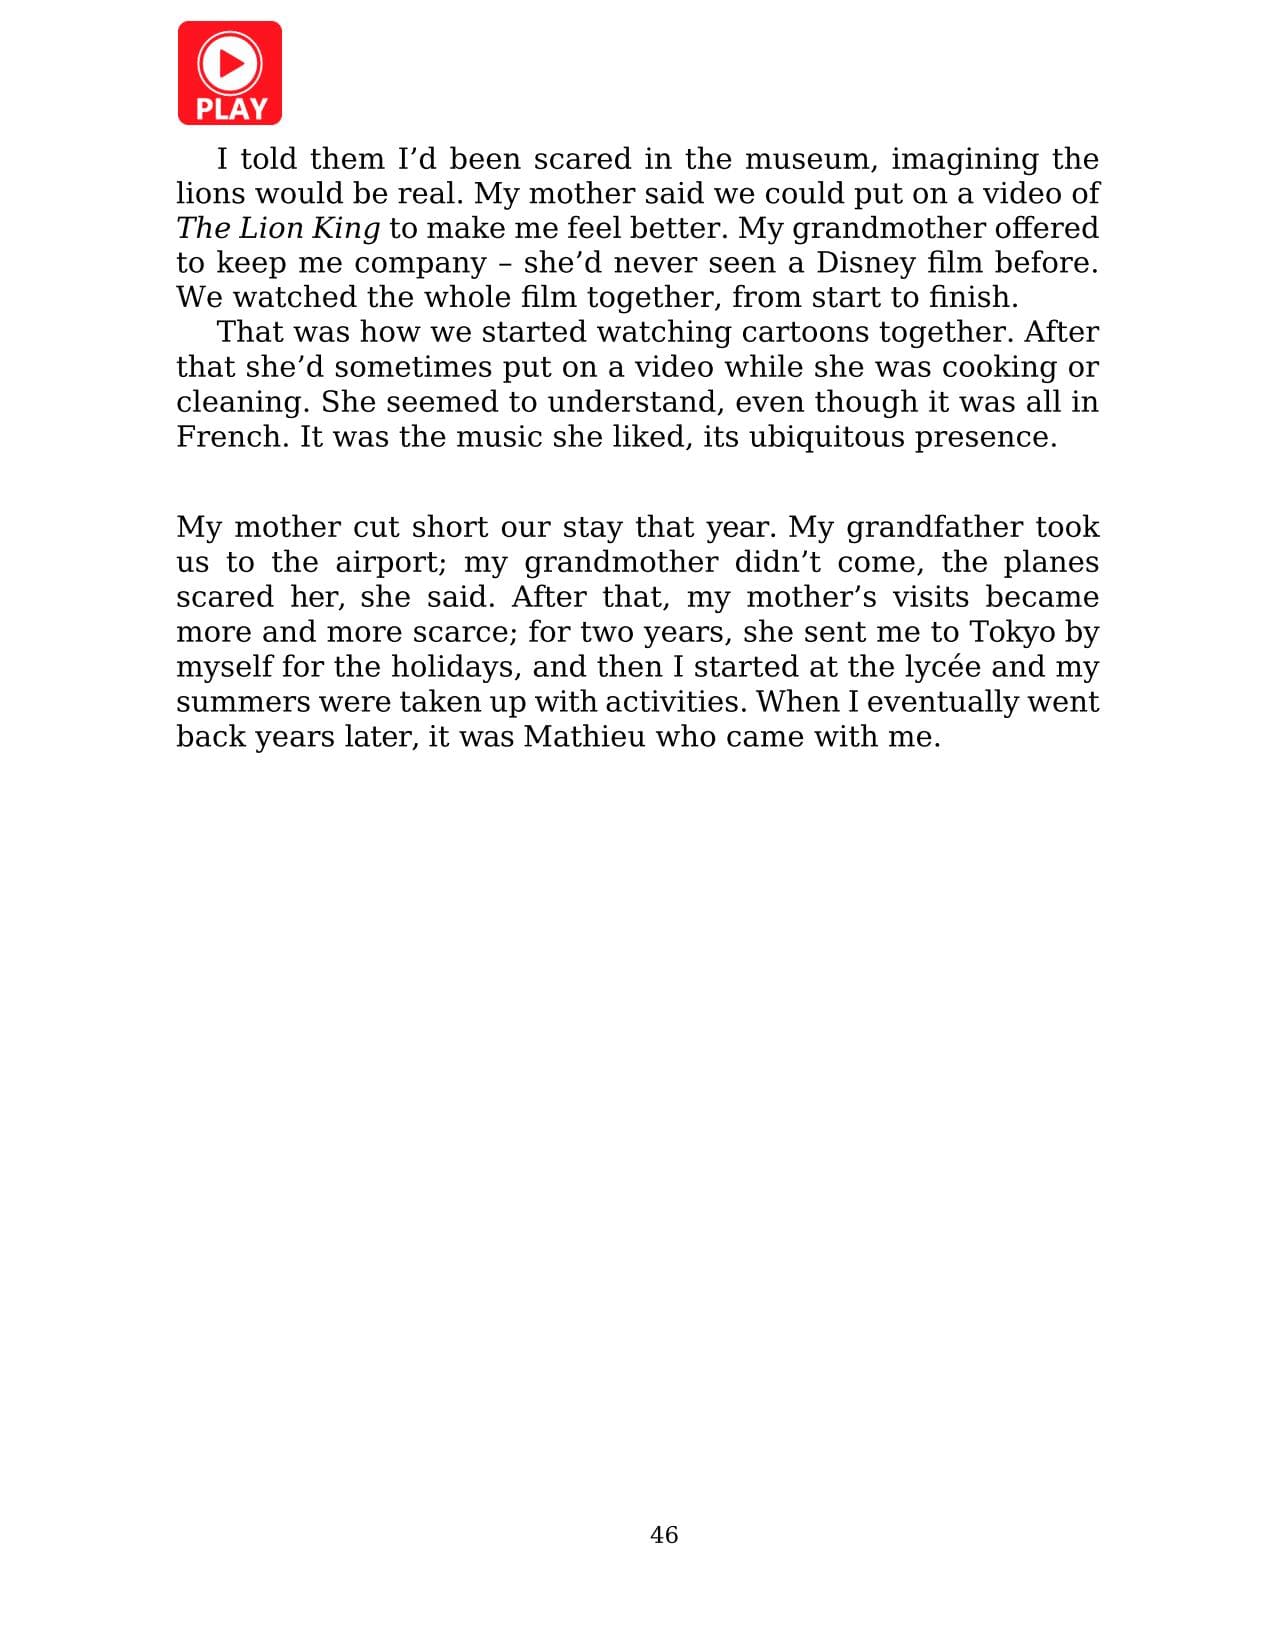 PLAY
I told them I’d been scared in the museum, imagining the
lions would be real. My mother said we could put on a video of
The Lion King to make me feel better. My grandmother offered
to keep me company – she’d never seen a Disney film before.
We watched the whole film together, from start to finish.
That was how we started watching cartoons together. After
that she’d sometimes put on a video while she was cooking or
cleaning. She seemed to understand, even though it was all in
French. It was the music she liked, its ubiquitous presence.
My mother cut short our stay that year. My grandfather took
us to the airport; my grandmother didn’t come, the planes
scared her, she said. After that, my mother’s visits became
more and more scarce; for two years, she sent me to Tokyo by
myself for the holidays, and then I started at the lycée and my
summers were taken up with activities. When I eventually went
back years later, it was Mathieu who came with me.
46